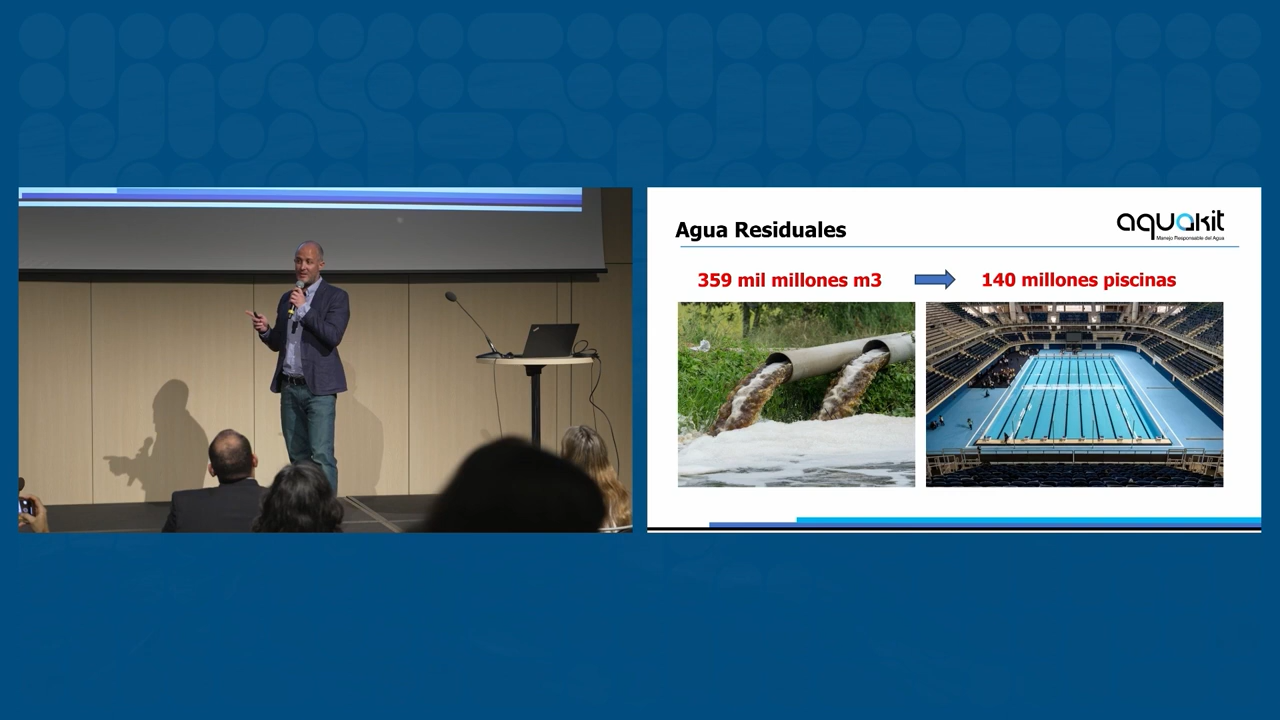 Agua Residuales
aquakit
Manejo Responsable del Agua
359 mil millones m3
140 millones piscinas